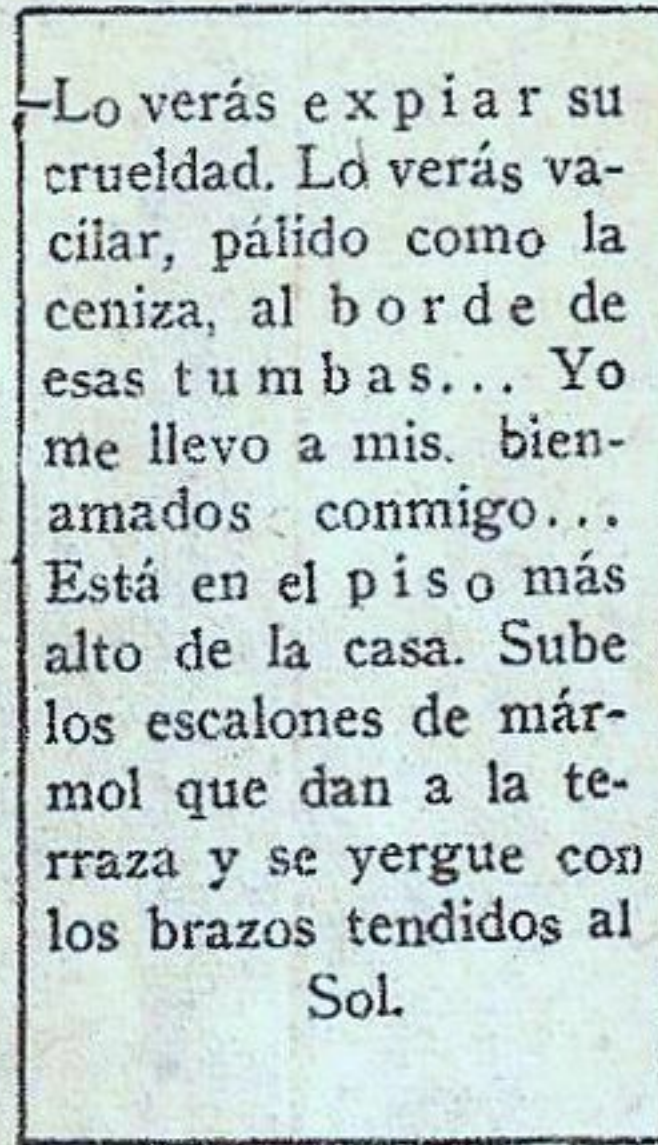 —Lo verás expiar su
crueldad. Lo verás va-
cilar, pálido como la
ceniza, al borde de
esas tumbas... Yo
me llevo a mis. bien-
amados conmigo...
Está en el piso más
alto de la casa. Sube
los escalones de már-
mol que dan a la te-
rraza y se yergue con
los brazos tendidos al
Sol.